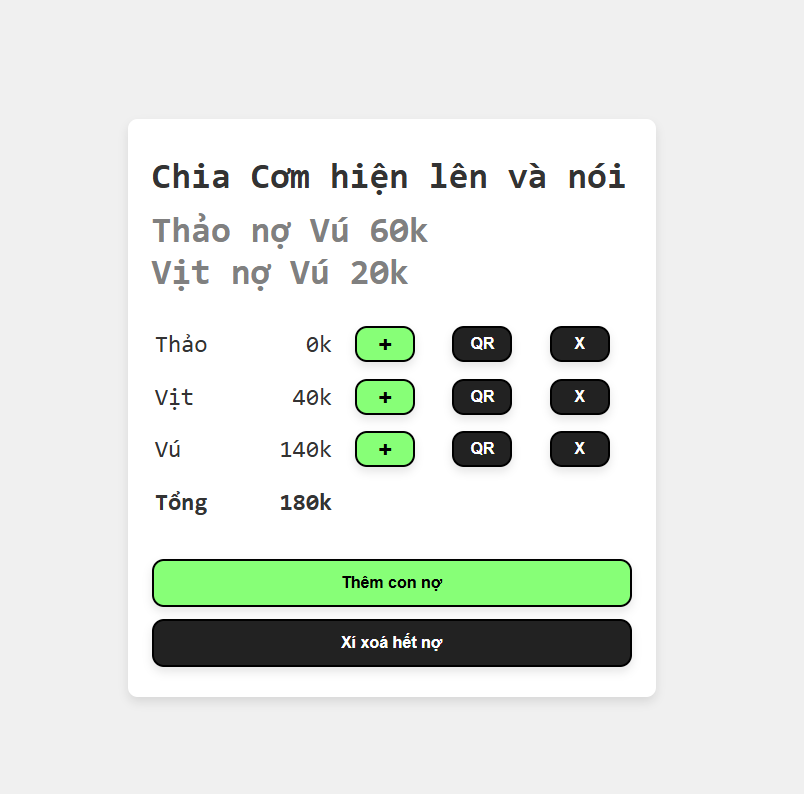 Chia Cơm hiện lên và nói
Thảo nợ Vú 60k
Vịt nợ Vú 20k
Thảo 0k + QR X
Vịt 40k + QR X
Vú 140k + QR X
Tổng 180k
Thêm con nợ
Xí xoá hết nợ